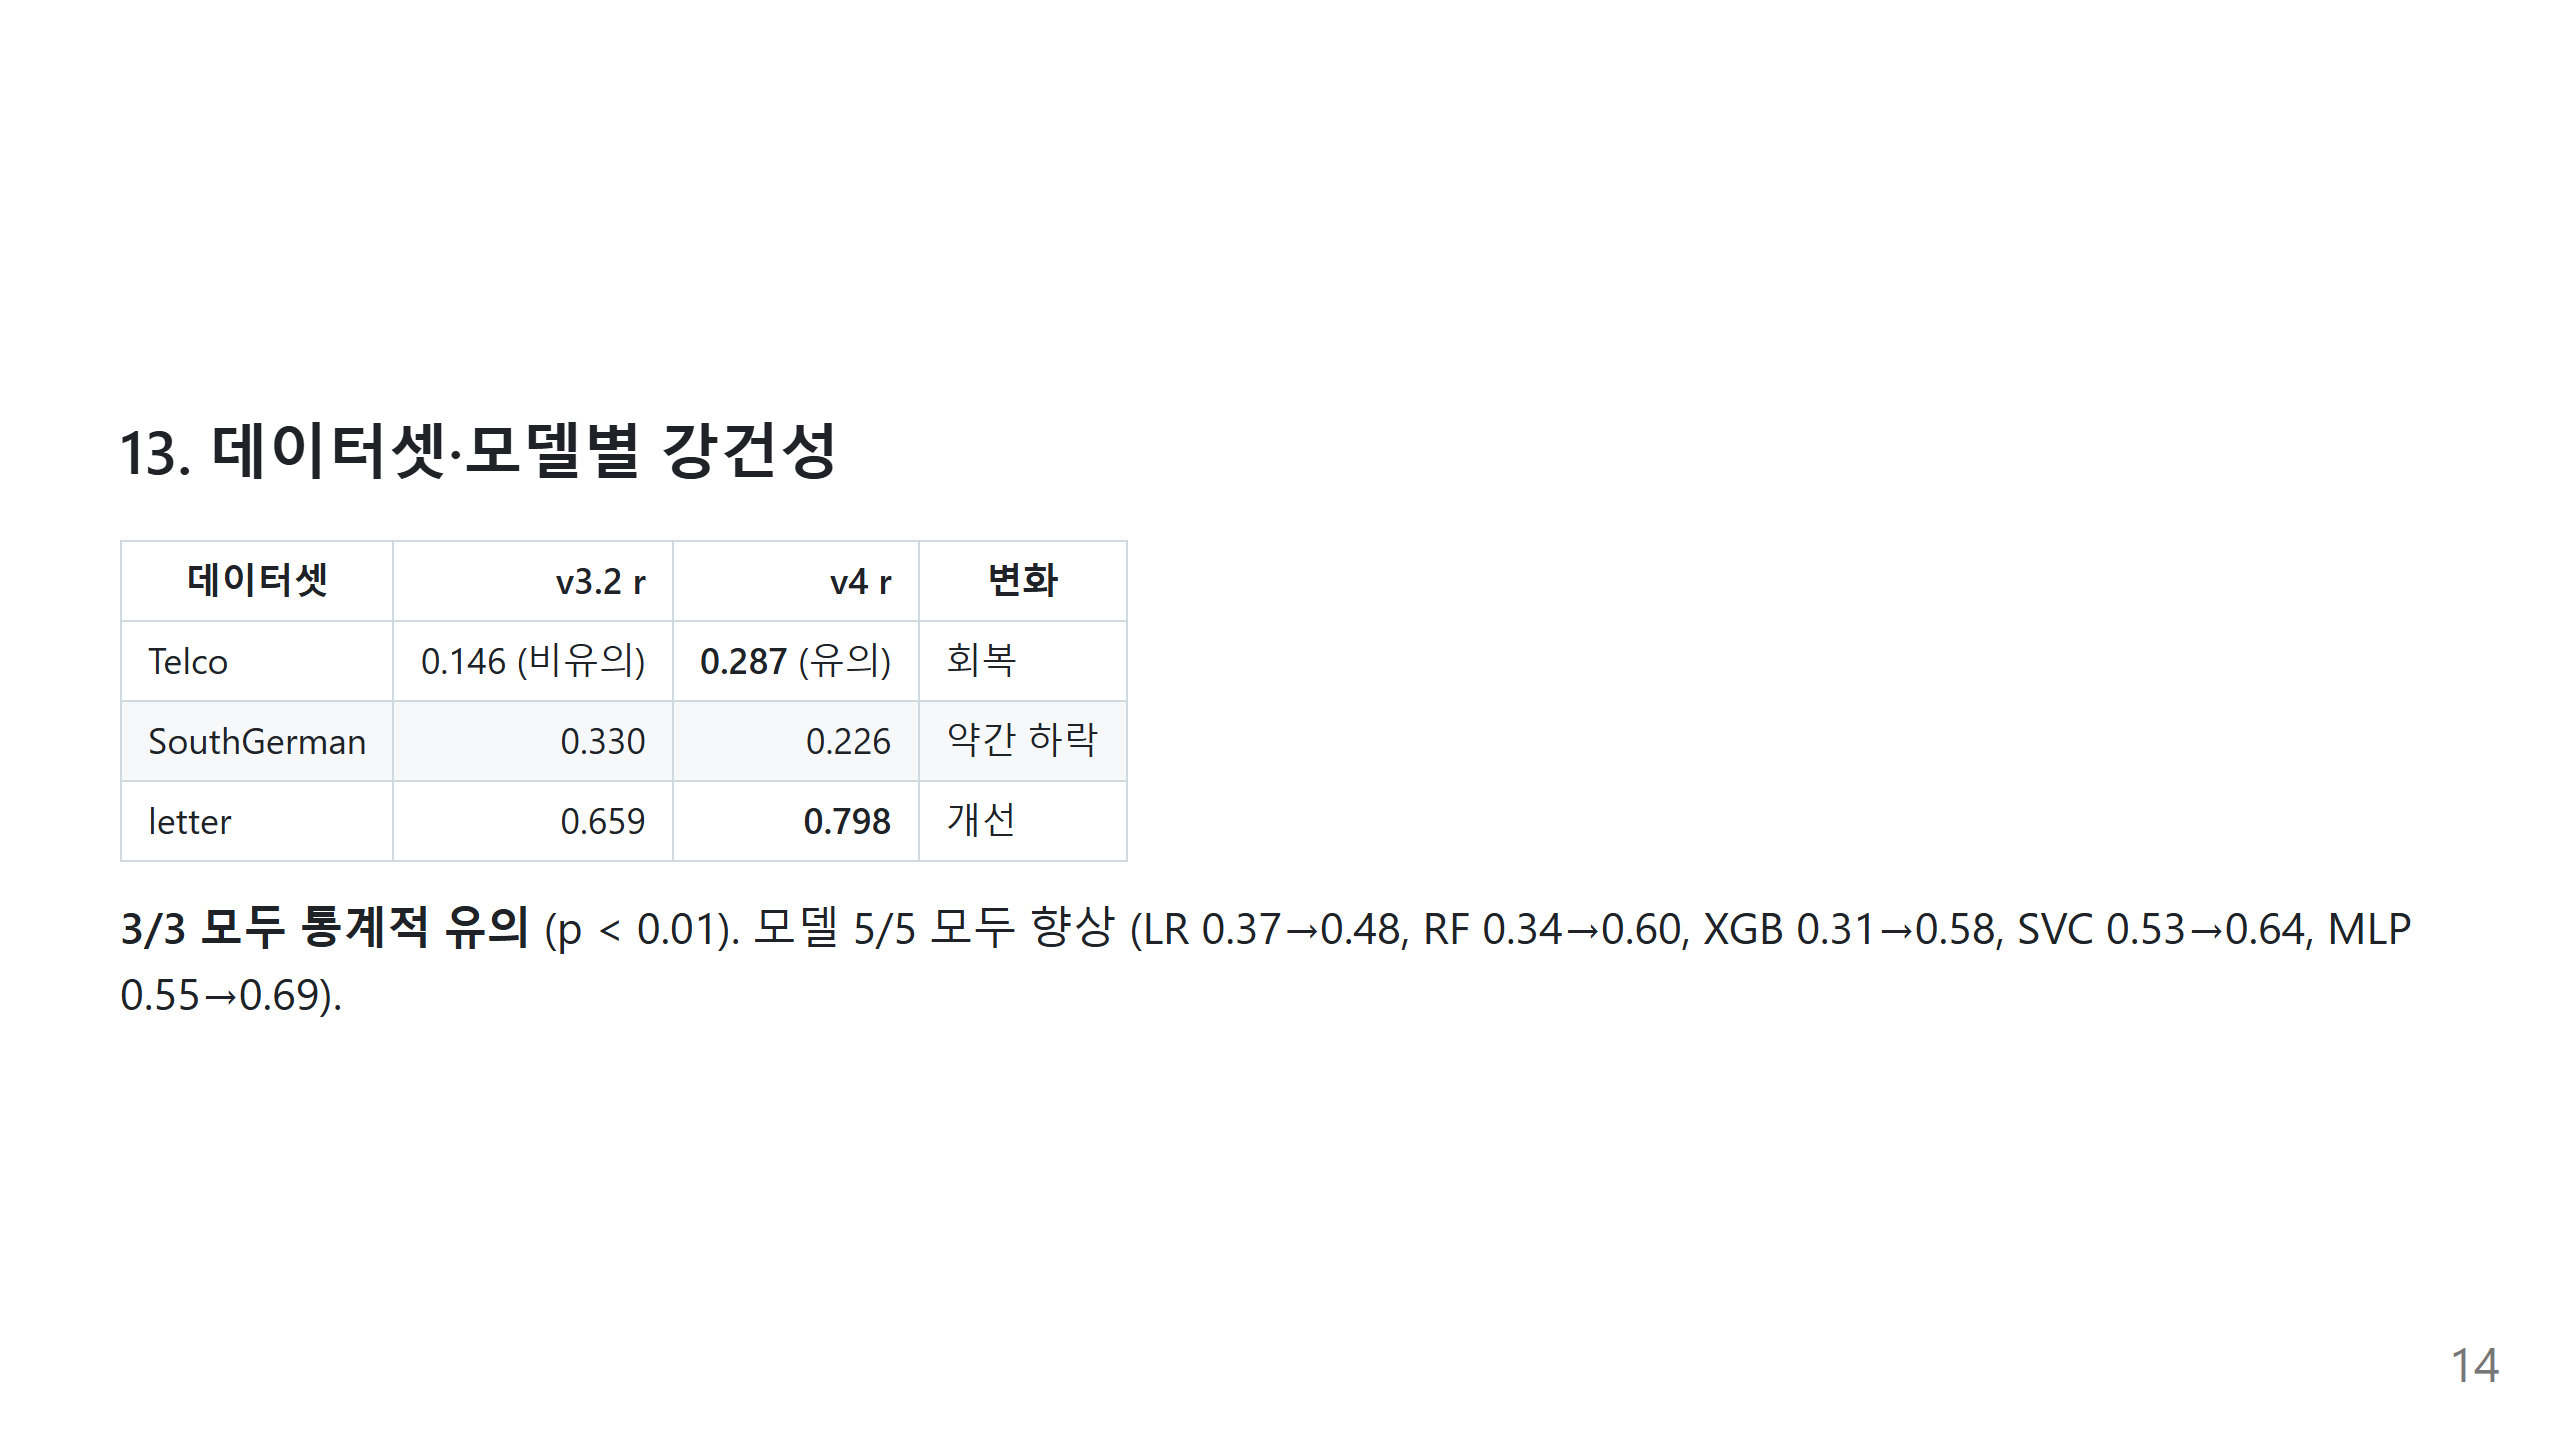 13. 데이터셋·모델별 강건성
데이터셋 v3.2 r v4 r 변화
Telco 0.146 (비유의) 0.287 (유의) 회복
SouthGerman 0.330 0.226 약간 하락
letter 0.659 0.798 개선
3/3 모두 통계적 유의 (p < 0.01). 모델 5/5 모두 향상 (LR 0.37→0.48, RF 0.34→0.60, XGB 0.31→0.58, SVC 0.53→0.64, MLP
0.55→0.69).
14